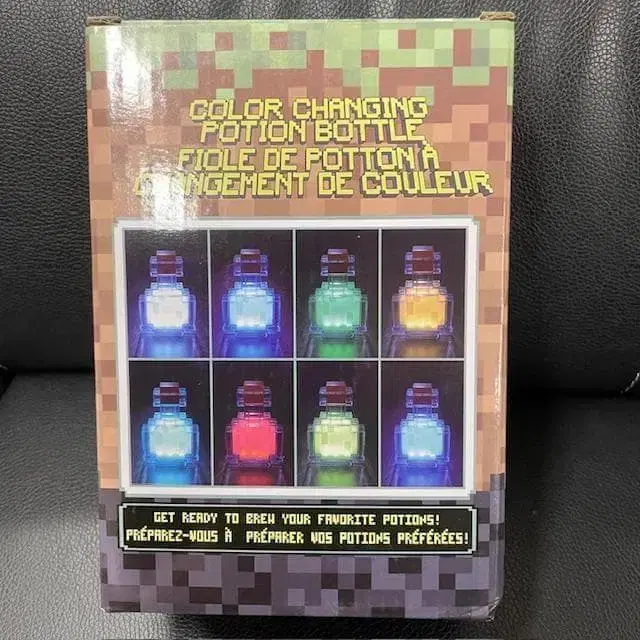 COLOR CHANGING
POTION BOTTLE
FIOLE DE POTTON À
CHANGEMENT DE COULEUR
GET READY TO BREW YOUR FAVORITE POTIONS!
PRÉPAREZ-VOUS À PRÉPARER VOS POTIONS PRÉFÉRÉES!